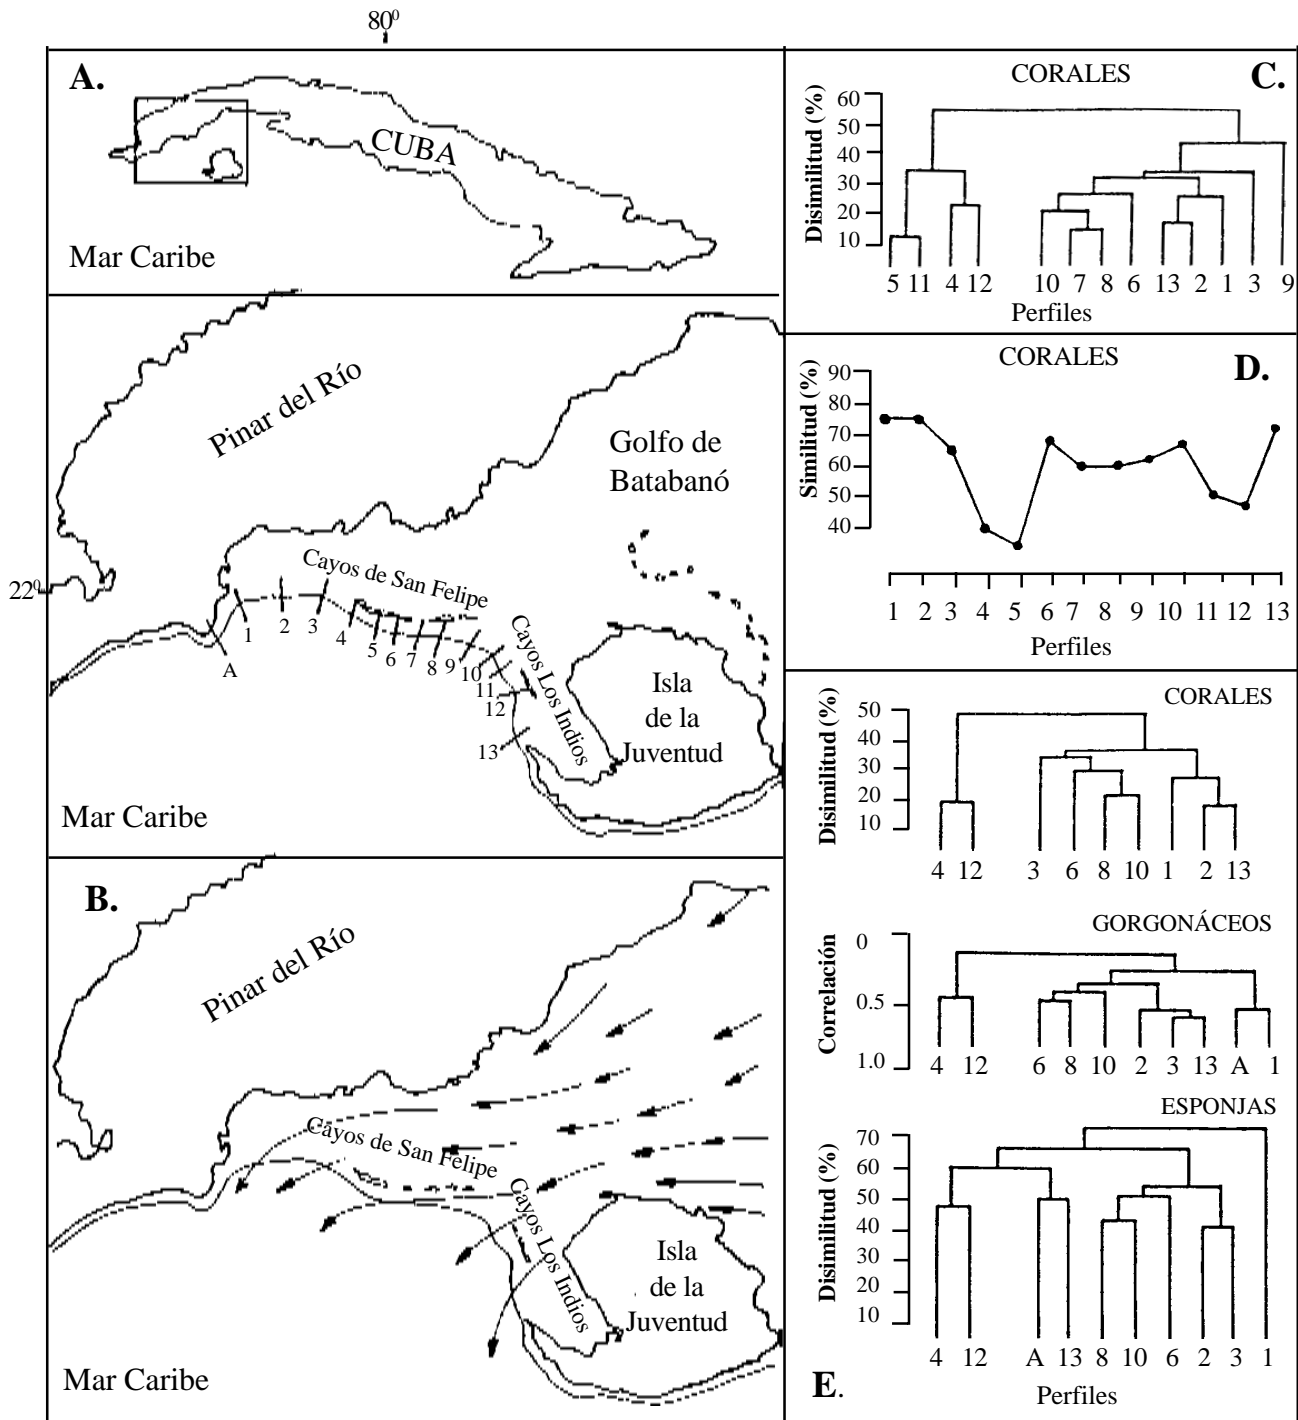 80⁰
A.
CUBA
Mar Caribe
Pinar del Río
Golfo de
Batabanó
Cayos de San Felipe
22⁰
Cayos Los Indios
1
2
3
4
5
6
7
8
9
10
11
12
13
A
Isla
de la
Juventud
Mar Caribe
B.
Pinar del Río
Cayos de San Felipe
Cayos Los Indios
Isla
de la
Juventud
Mar Caribe
CORALES
C.
Disimilitud (%)
60
50
40
30
20
10
5 11 4 12 10 7 8 6 13 2 1 3 9
Perfiles
CORALES
D.
Similitud (%)
90
80
70
60
50
40
1 2 3 4 5 6 7 8 9 10 11 12 13
Perfiles
CORALES
Disimilitud (%)
50
40
30
20
10
4 12 3 6 8 10 1 2 13
GORGONÁCEOS
Correlación
0
0.5
1.0
4 12 6 8 10 2 3 13 A 1
ESPONJAS
Disimilitud (%)
70
60
50
40
30
20
10
4 12 A 13 8 10 6 2 3 1
E.
Perfiles